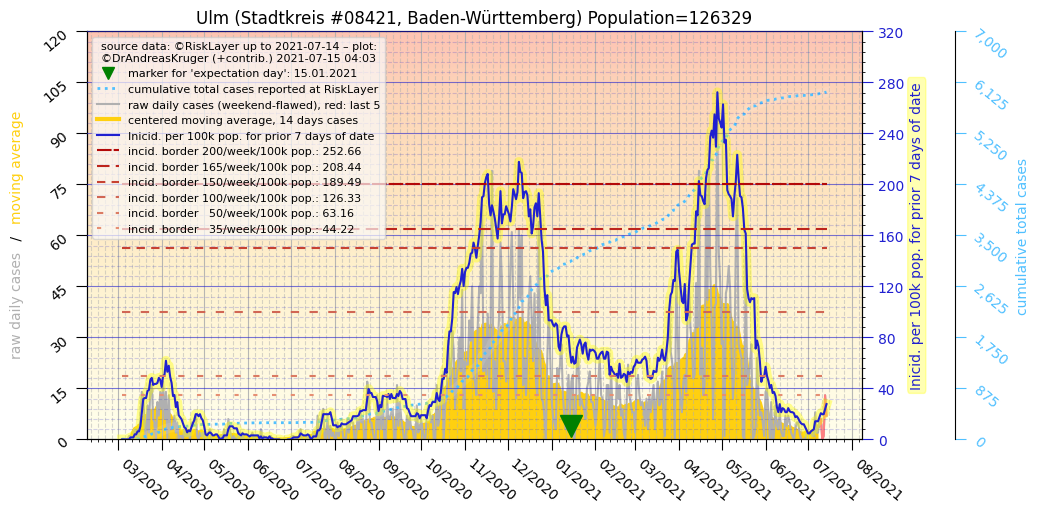 Ulm (Stadtkreis #08421, Baden-Württemberg) Population=126329
source data: ©RiskLayer up to 2021-07-14 – plot:
©DrAndreasKruger (+contrib.) 2021-07-15 04:03
marker for 'expectation day': 15.01.2021
cumulative total cases reported at RiskLayer
raw daily cases (weekend-flawed), red: last 5
centered moving average, 14 days cases
Inicid. per 100k pop. for prior 7 days of date
incid. border 200/week/100k pop.: 252.66
incid. border 165/week/100k pop.: 208.44
incid. border 150/week/100k pop.: 189.49
incid. border 100/week/100k pop.: 126.33
incid. border 50/week/100k pop.: 63.16
incid. border 35/week/100k pop.: 44.22
raw daily cases / moving average
120
105
90
75
60
45
30
15
0
320
280
240
200
160
120
80
40
0
Inicid. per 100k pop. for prior 7 days of date
7,000
6,125
5,250
4,375
3,500
2,625
1,750
875
0
cumulative total cases
03/2020
04/2020
05/2020
06/2020
07/2020
08/2020
09/2020
10/2020
11/2020
12/2020
01/2021
02/2021
03/2021
04/2021
05/2021
06/2021
07/2021
08/2021